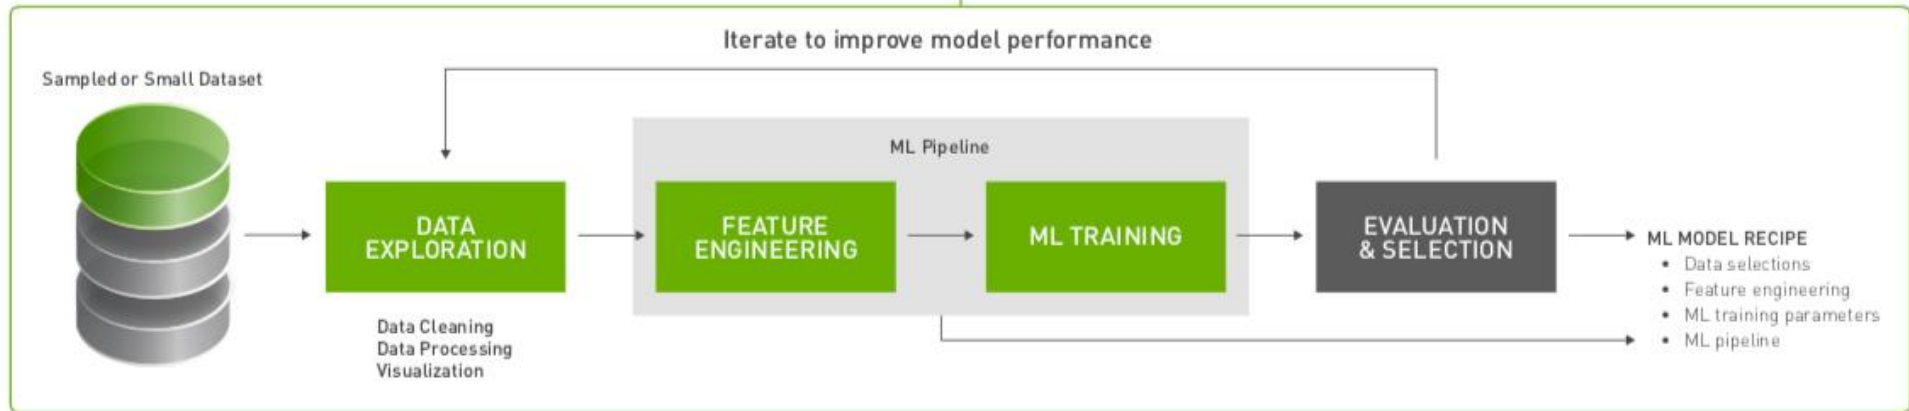 Iterate to improve model performance
Sampled or Small Dataset
ML Pipeline
DATA
EXPLORATION
FEATURE
ENGINEERING
ML TRAINING
EVALUATION
& SELECTION
Data Cleaning
Data Processing
Visualization
ML MODEL RECIPE
• Data selections
• Feature engineering
• ML training parameters
• ML pipeline